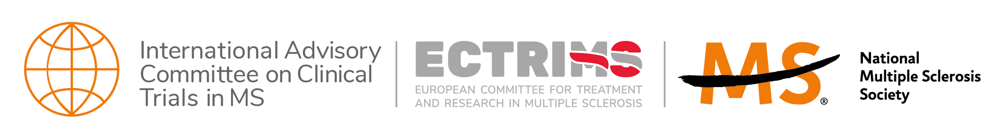 International Advisory
Committee on Clinical
Trials in MS
ECTRIMS
EUROPEAN COMMITTEE FOR TREATMENT
AND RESEARCH IN MULTIPLE SCLEROSIS
MS®
National
Multiple Sclerosis
Society